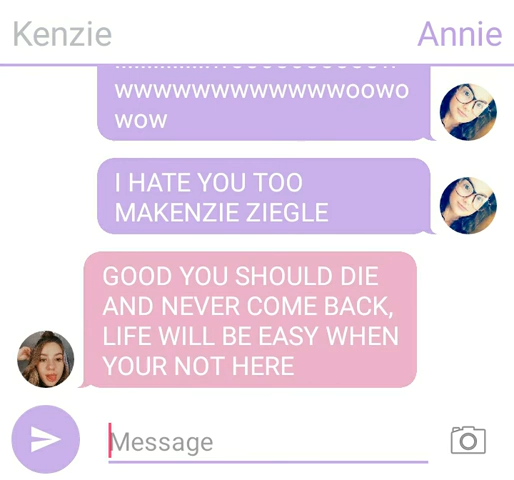 Kenzie Annie
wwwwwwwwwwwwoowo
wow
I HATE YOU TOO
MAKENZIE ZIEGLE
GOOD YOU SHOULD DIE
AND NEVER COME BACK,
LIFE WILL BE EASY WHEN
YOUR NOT HERE
Message